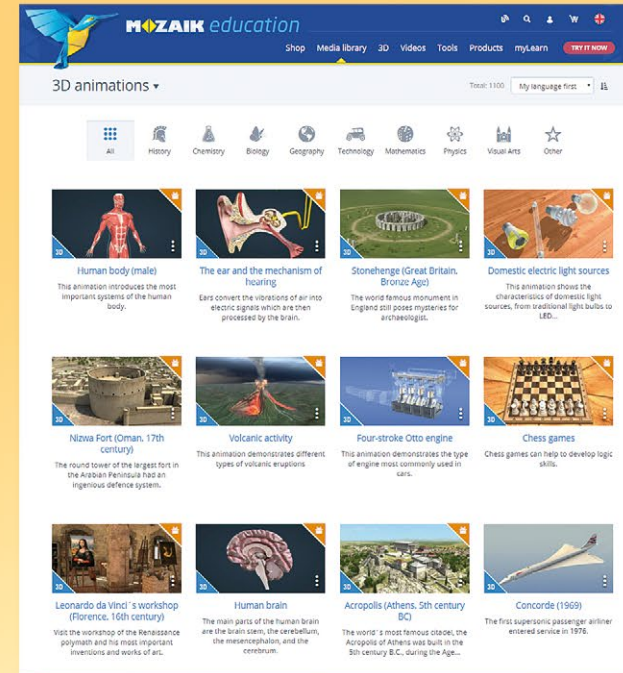 MOZAIK education
Shop Media library 3D Videos Tools Products myLearn TRY IT NOW
3D animations
Total: 1100 My language first
All History Chemistry Biology Geography Technology Mathematics Physics Visual Arts Other
3D
Human body (male)
This animation introduces the most
important systems of the human
body.
3D
The ear and the mechanism of
hearing
Ears convert the vibrations of air into
electric signals which are then
processed by the brain.
3D
Stonehenge (Great Britain,
Bronze Age)
The world famous monument in
England still poses mysteries for
archaeologist.
3D
Domestic electric light sources
This animation shows the
characteristics of domestic light
sources, from traditional light bulbs to
LED...
3D
Nizwa Fort (Oman, 17th
century)
The round tower of the largest fort in
the Arabian Peninsula had an
ingenious defence system.
3D
Volcanic activity
This animation demonstrates different
types of volcanic eruptions
3D
Four-stroke Otto engine
This animation demonstrates the type
of engine most commonly used in
cars.
3D
Chess games
Chess games can help to develop logic
skills.
3D
Leonardo da Vinci´s workshop
(Florence, 16th century)
Visit the workshop of the Renaissance
polymath and his most important
inventions and works of art.
3D
Human brain
The main parts of the human brain
are the brain stem, the cerebellum,
the mesencephalon, and the
cerebrum.
3D
Acropolis (Athens, 5th century
BC)
The world´s most famous citadel, the
Acropolis of Athens was built in the
5th century B.C., during the Age...
3D
Concorde (1969)
The first supersonic passenger airliner
entered service in 1976.